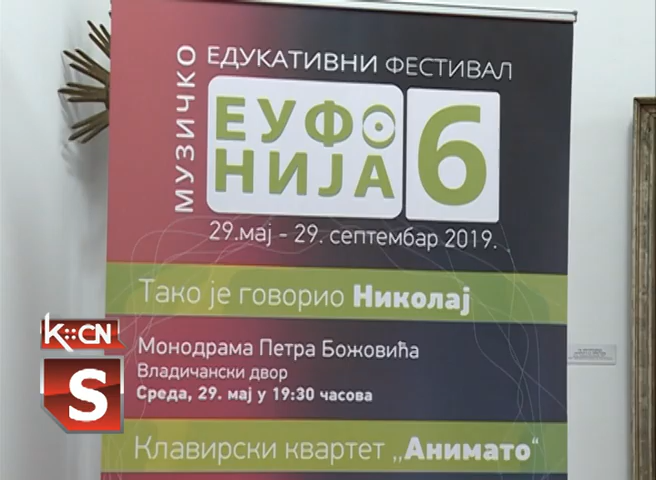 МУЗИЧКО
ЕДУКАТИВНИ ФЕСТИВАЛ
ЕУФО
НИЈА 6
29.мај - 29. септембар 2019.
Тако је говорио Николај
Монодрама Петра Божовића
Владичански двор
Среда, 29. мај у 19:30 часова
Клавирски квартет „Анимато“
K::CN
S